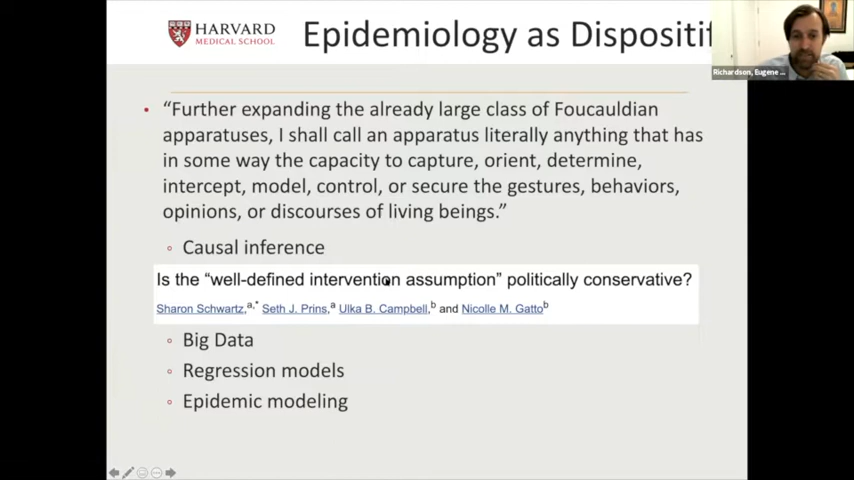 HARVARD
MEDICAL SCHOOL
Epidemiology as Dispositif
Richardson, Eugene ...
• “Further expanding the already large class of Foucauldian
apparatuses, I shall call an apparatus literally anything that has
in some way the capacity to capture, orient, determine,
intercept, model, control, or secure the gestures, behaviors,
opinions, or discourses of living beings.”
◦ Causal inference
Is the “well-defined intervention assumption” politically conservative?
Sharon Schwartz,a,* Seth J. Prins,a Ulka B. Campbell,b and Nicolle M. Gattob
◦ Big Data
◦ Regression models
◦ Epidemic modeling